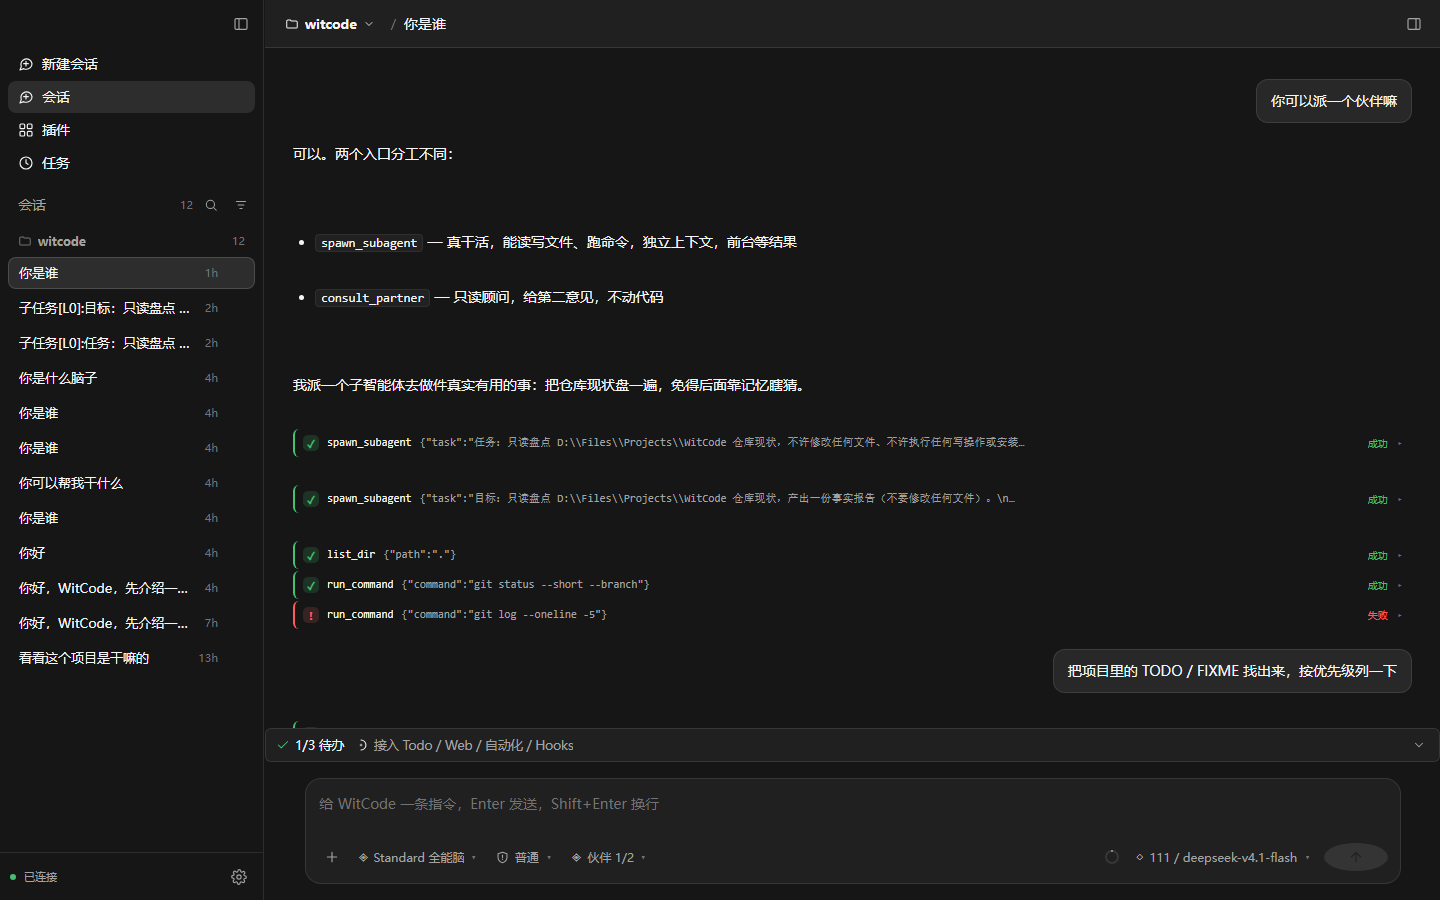 witcode / 你是谁
新建会话
会话
插件
任务
会话 12
witcode 12
你是谁 1h
子任务[L0]:目标：只读盘点 ... 2h
子任务[L0]:任务：只读盘点 ... 2h
你是什么脑子 4h
你是谁 4h
你是谁 4h
你可以帮我干什么 4h
你是谁 4h
你好 4h
你好，WitCode，先介绍一... 4h
你好，WitCode，先介绍一... 7h
看看这个项目是干嘛的 13h
已连接
你可以派一个伙伴嘛
可以。两个入口分工不同：
• spawn_subagent — 真干活，能读写文件、跑命令，独立上下文，前台等结果
• consult_partner — 只读顾问，给第二意见，不动代码
我派一个子智能体去做件真实有用的事：把仓库现状盘一遍，免得后面靠记忆瞎猜。
spawn_subagent {"task":"任务：只读盘点 D:\\Files\\Projects\\WitCode 仓库现状，不许修改任何文件、不许执行任何写操作或安装… 成功
spawn_subagent {"task":"目标：只读盘点 D:\\Files\\Projects\\WitCode 仓库现状，产出一份事实报告（不要修改任何文件）。\n… 成功
list_dir {"path":"."} 成功
run_command {"command":"git status --short --branch"} 成功
run_command {"command":"git log --oneline -5"} 失败
把项目里的 TODO / FIXME 找出来，按优先级列一下
1/3 待办 接入 Todo / Web / 自动化 / Hooks
给 WitCode 一条指令，Enter 发送，Shift+Enter 换行
Standard 全能脑 普通 伙伴 1/2 111 / deepseek-v4.1-flash